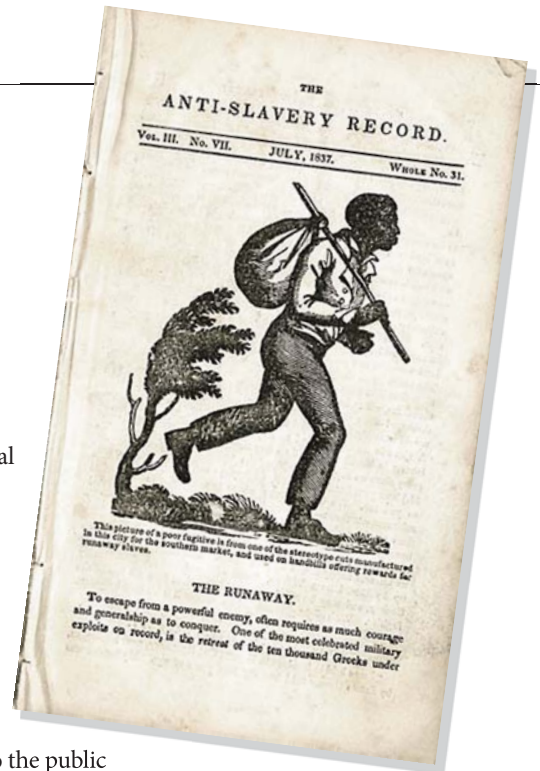 THE
ANTI-SLAVERY RECORD.
VOL. III. No. VII. JULY, 1837. WHOLE No. 31.
This picture of a poor fugitive is from one of the stereotype cuts manufactured
in this city for the southern market, and used on handbills offering rewards for
runaway slaves.
THE RUNAWAY.
To escape from a powerful enemy, often requires as much courage
and generalship as to conquer. One of the most celebrated military
exploits on record, is the retreat of the ten thousand Greeks under
al
o the public